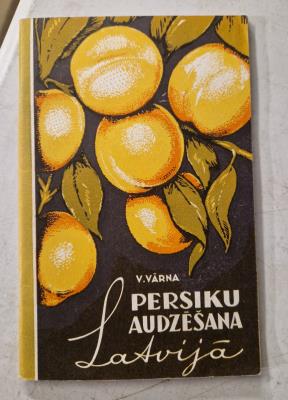 V. VĀRNA
PERSIKU
AUDZĒŠANA
Latvijā